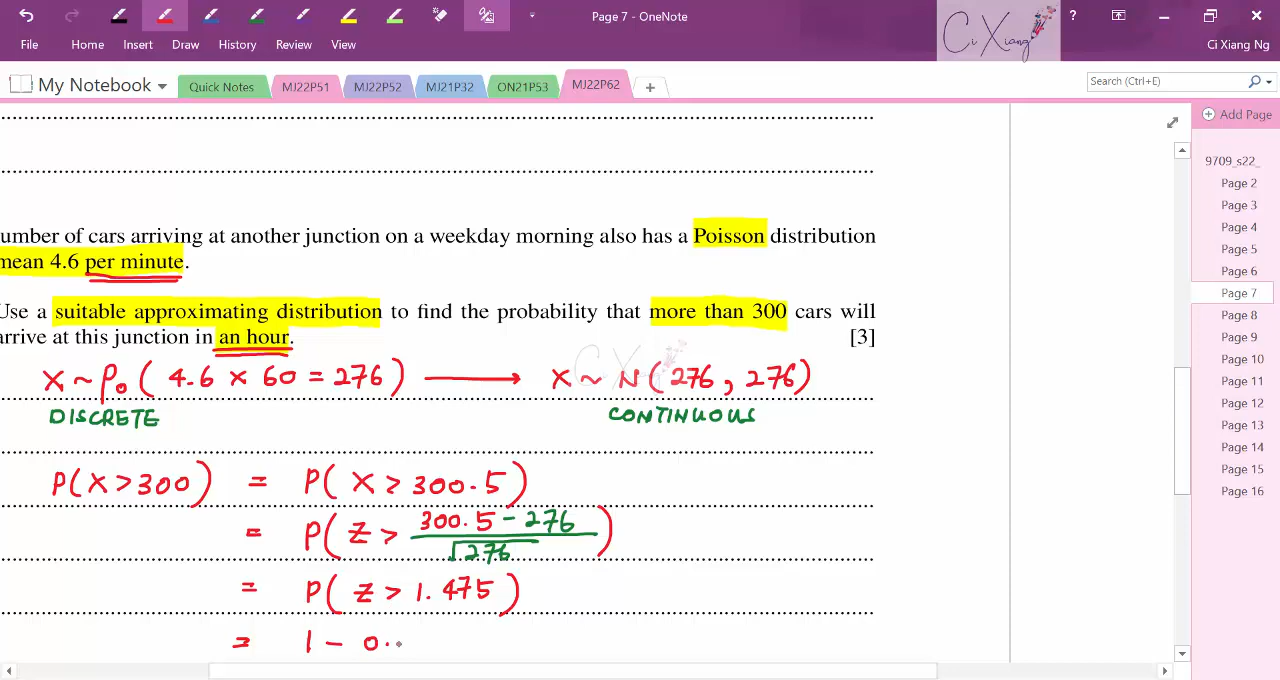 Page 7 - OneNote
Ci Xiang
?
File Home Insert Draw History Review View
Ci Xiang Ng
My Notebook
Quick Notes MJ22P51 MJ22P52 MJ21P32 ON21P53 MJ22P62 +
Search (Ctrl+E)
Add Page
9709_s22_
Page 2
Page 3
Page 4
Page 5
Page 6
Page 7
Page 8
Page 9
Page 10
Page 11
Page 12
Page 13
Page 14
Page 15
Page 16
umber of cars arriving at another junction on a weekday morning also has a Poisson distribution
mean 4.6 per minute.
Use a suitable approximating distribution to find the probability that more than 300 cars will
arrive at this junction in an hour. [3]
Ci Xiang
X ~ Po ( 4.6 × 60 = 276 ) ⟶ X ~ N ( 276 , 276 )
DISCRETE CONTINUOUS
P( X > 300 ) = P( X > 300.5 )
= P( Z > (300.5 - 276) / √276 )
= P( Z > 1.475 )
= 1 - 0.